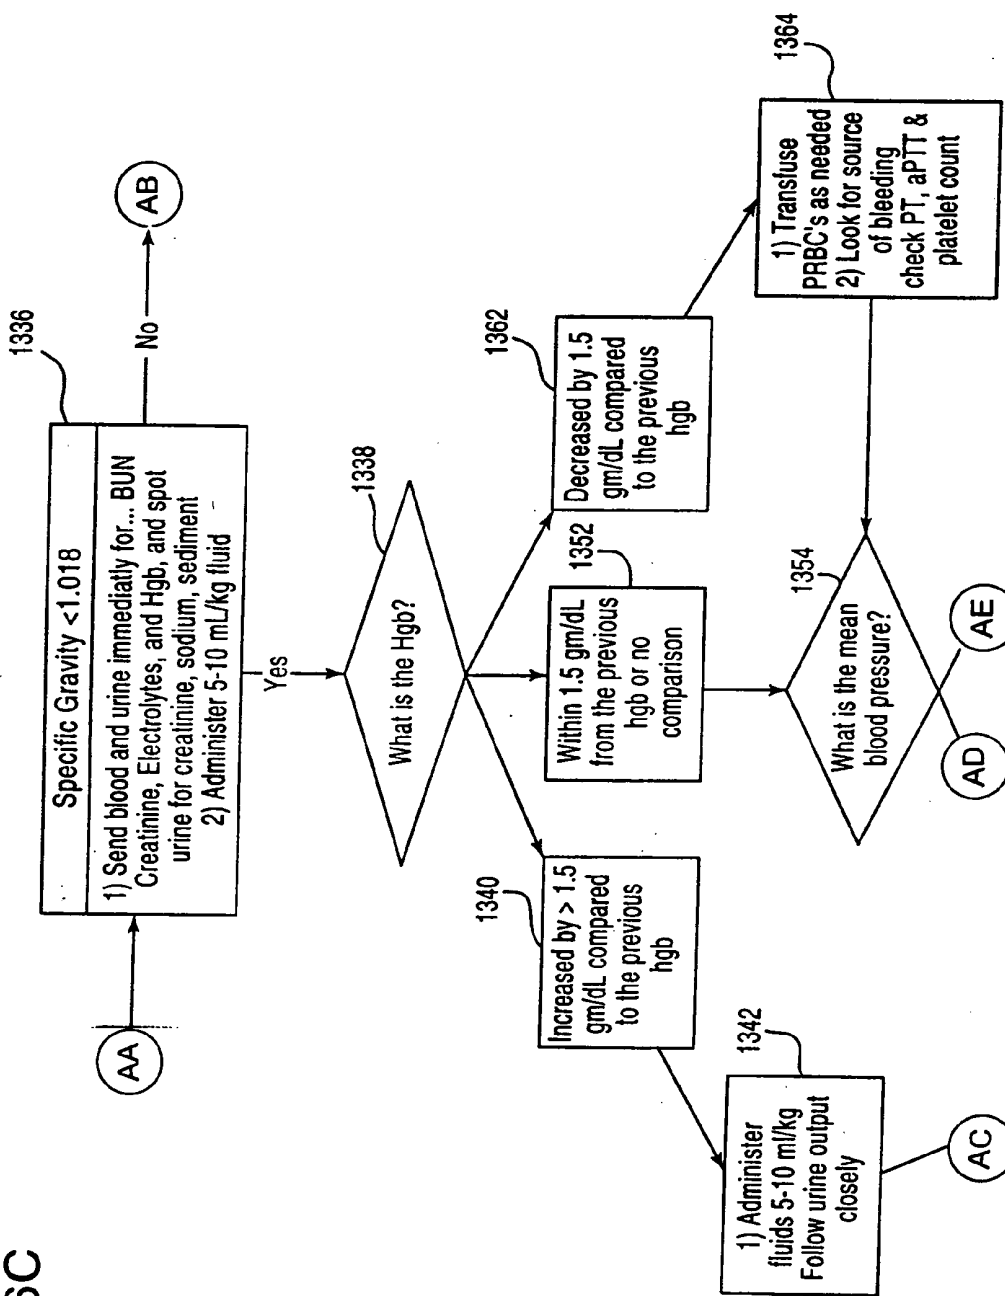 6C
AA
1336
Specific Gravity <1.018
1) Send blood and urine immediatly for... BUN
Creatinine, Electrolytes, and Hgb, and spot
urine for creatinine, sodium, sediment
2) Administer 5-10 mL/kg fluid
No
AB
Yes
1338
What is the Hgb?
1340
Increased by > 1.5
gm/dL compared
to the previous
hgb
1352
Within 1.5 gm/dL
from the previous
hgb or no
comparison
1362
Decreased by 1.5
gm/dL compared
to the previous
hgb
1342
1) Administer
fluids 5-10 ml/kg
Follow urine output
closely
1354
What is the mean
blood pressure?
1364
1) Transfuse
PRBC's as needed
2) Look for source
of bleeding
check PT, aPTT &
platelet count
AC
AD
AE